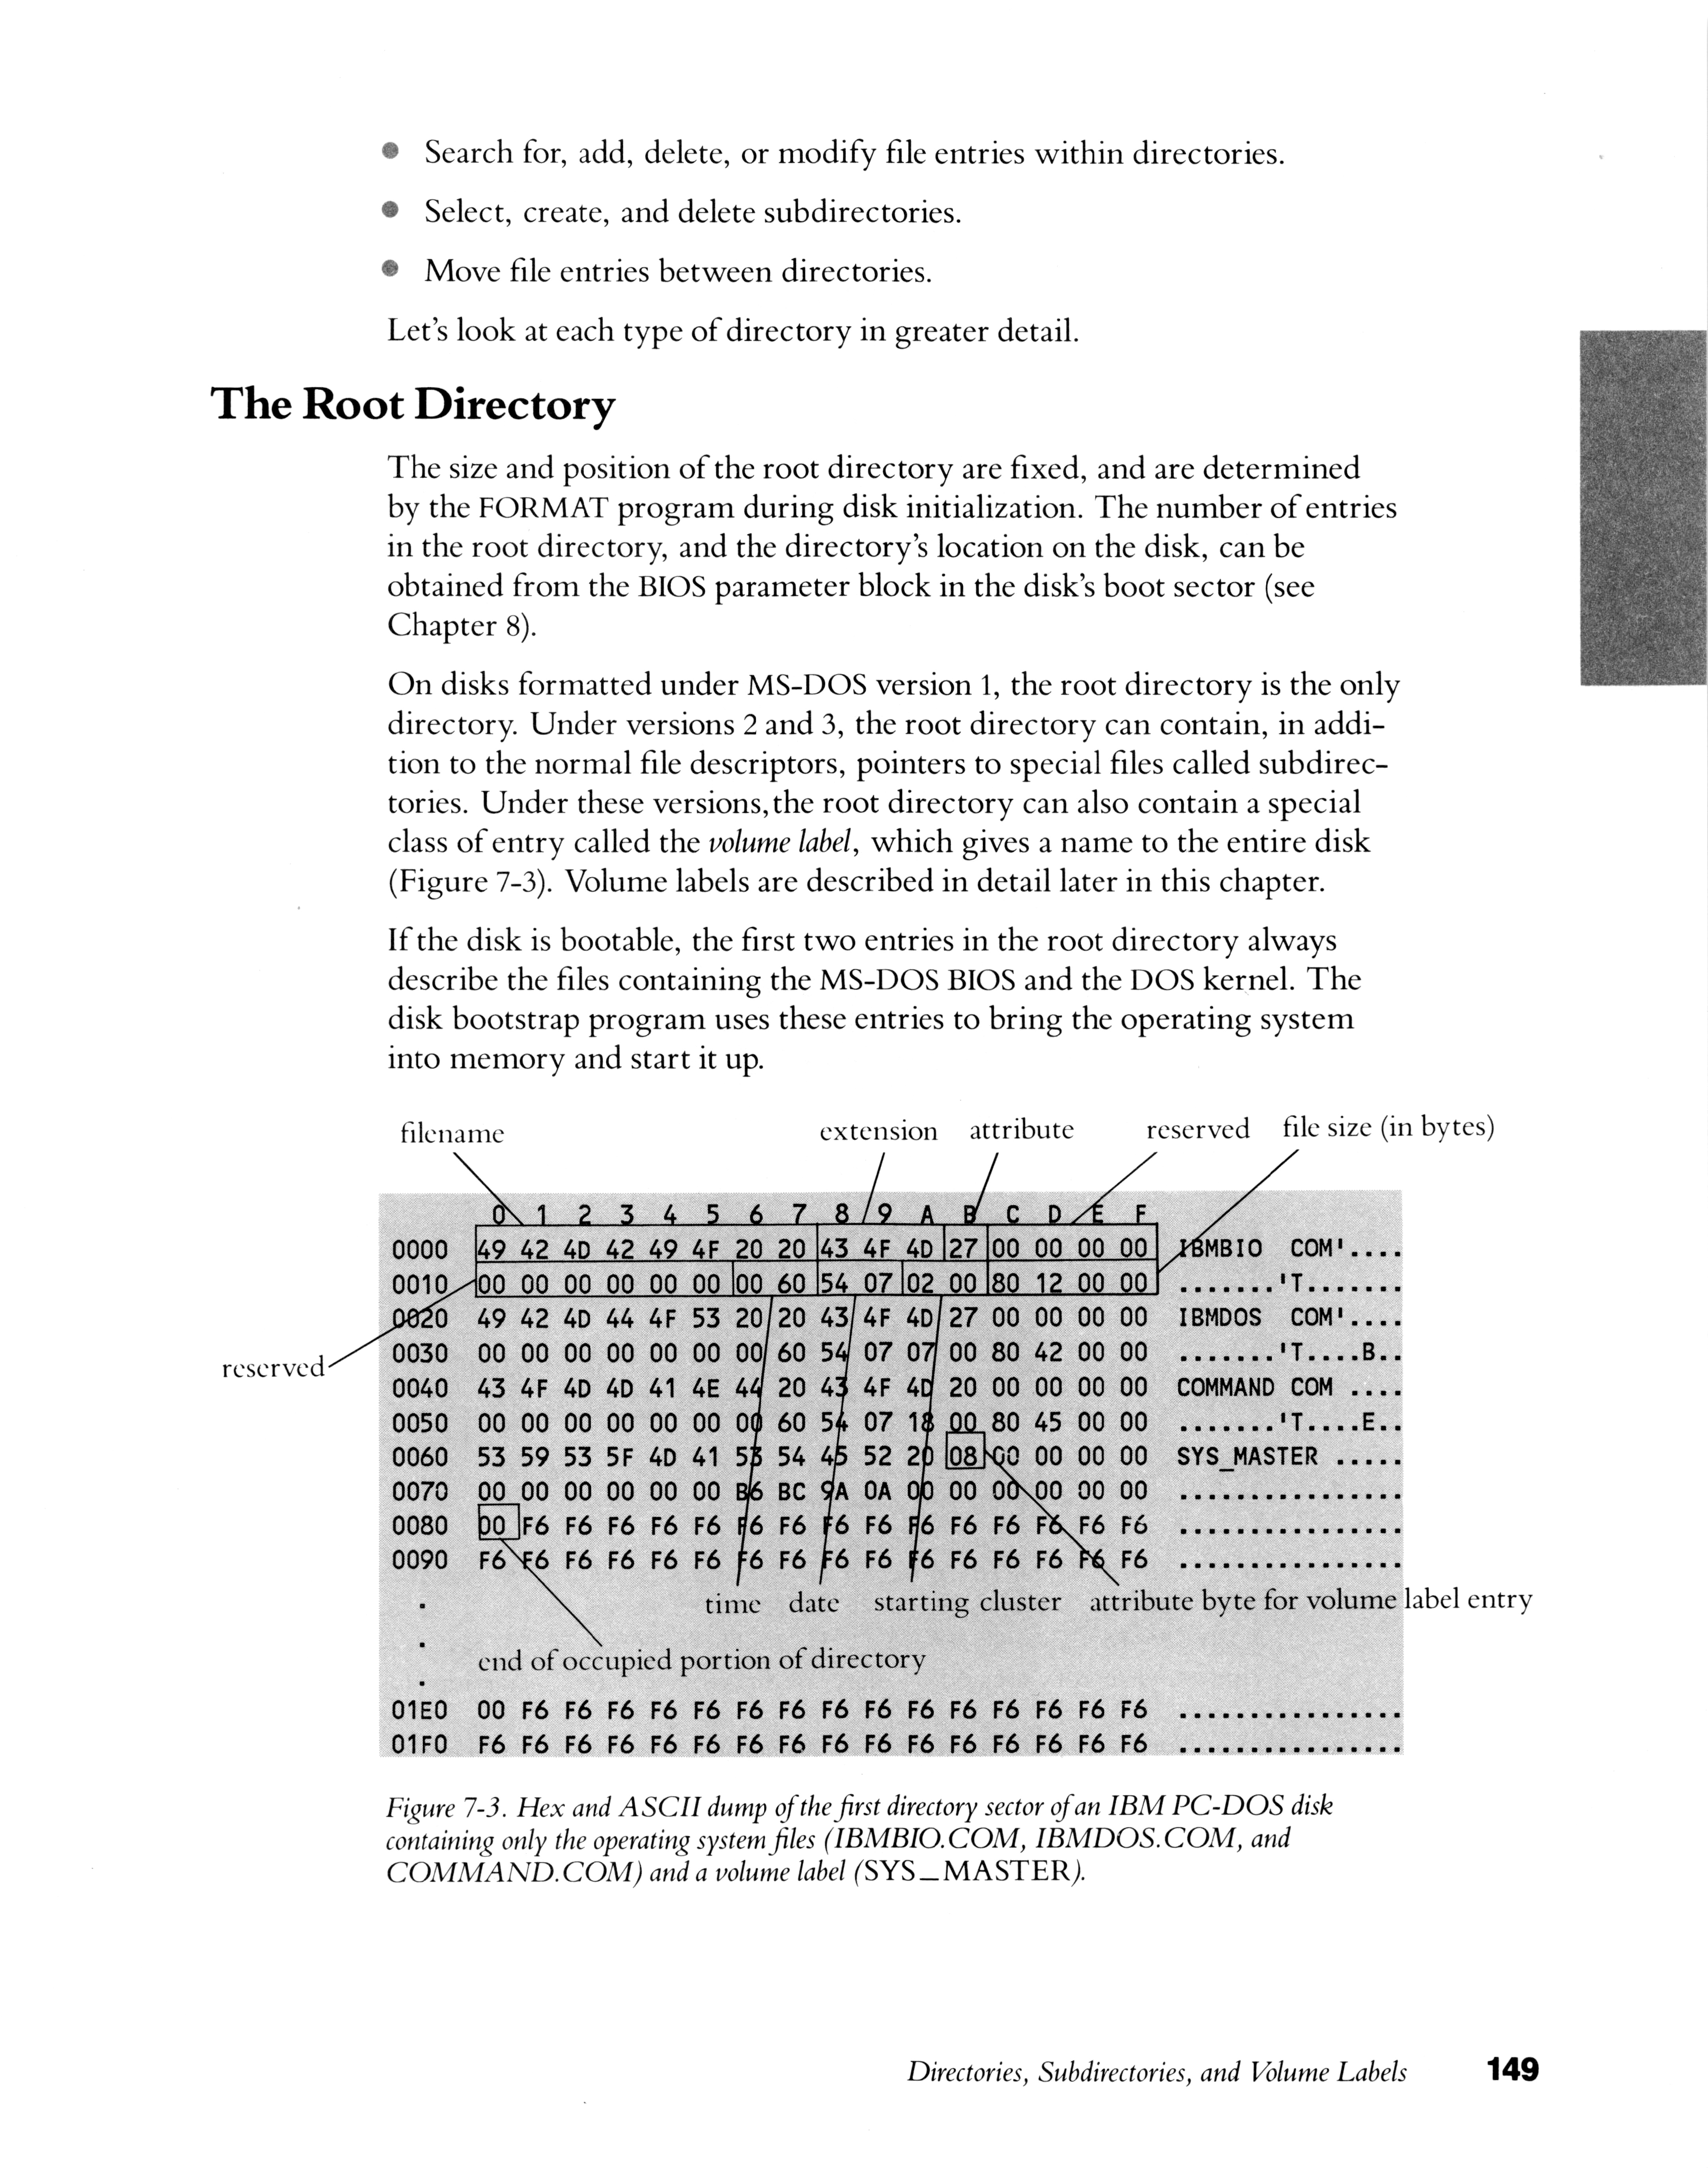 • Search for, add, delete, or modify file entries within directories.
• Select, create, and delete subdirectories.
• Move file entries between directories.
Let's look at each type of directory in greater detail.
The Root Directory
The size and position of the root directory are fixed, and are determined
by the FORMAT program during disk initialization. The number of entries
in the root directory, and the directory's location on the disk, can be
obtained from the BIOS parameter block in the disk's boot sector (see
Chapter 8).
On disks formatted under MS-DOS version 1, the root directory is the only
directory. Under versions 2 and 3, the root directory can contain, in addi-
tion to the normal file descriptors, pointers to special files called subdirec-
tories. Under these versions, the root directory can also contain a special
class of entry called the volume label, which gives a name to the entire disk
(Figure 7-3). Volume labels are described in detail later in this chapter.
If the disk is bootable, the first two entries in the root directory always
describe the files containing the MS-DOS BIOS and the DOS kernel. The
disk bootstrap program uses these entries to bring the operating system
into memory and start it up.
filename extension attribute reserved file size (in bytes)
0 1 2 3 4 5 6 7 8 9 A B C D E F
0000 49 42 4D 42 49 4F 20 20 43 4F 4D 27 00 00 00 00 IBMBIO COM'....
0010 00 00 00 00 00 00 00 60 54 07 02 00 80 12 00 00 .......'T.......
0020 49 42 4D 44 4F 53 20 20 43 4F 4D 27 00 00 00 00 IBMDOS COM'....
0030 00 00 00 00 00 00 00 60 54 07 07 00 80 42 00 00 .......'T....B..
reserved
0040 43 4F 4D 4D 41 4E 44 20 43 4F 4D 20 00 00 00 00 COMMAND COM ....
0050 00 00 00 00 00 00 00 60 54 07 18 00 80 45 00 00 .......'T....E..
0060 53 59 53 5F 4D 41 53 54 45 52 20 08 00 00 00 00 SYS_MASTER .....
0070 00 00 00 00 00 00 B6 BC 9A 0A 00 00 00 00 00 00 ................
0080 00 F6 F6 F6 F6 F6 F6 F6 F6 F6 F6 F6 F6 F6 F6 F6 ................
0090 F6 F6 F6 F6 F6 F6 F6 F6 F6 F6 F6 F6 F6 F6 F6 F6 ................
. time date starting cluster attribute byte for volume label entry
.
end of occupied portion of directory
.
01E0 00 F6 F6 F6 F6 F6 F6 F6 F6 F6 F6 F6 F6 F6 F6 F6 ................
01F0 F6 F6 F6 F6 F6 F6 F6 F6 F6 F6 F6 F6 F6 F6 F6 F6 ................
Figure 7-3. Hex and ASCII dump of the first directory sector of an IBM PC-DOS disk
containing only the operating system files (IBMBIO.COM, IBMDOS.COM, and
COMMAND.COM) and a volume label (SYS_MASTER).
Directories, Subdirectories, and Volume Labels 149